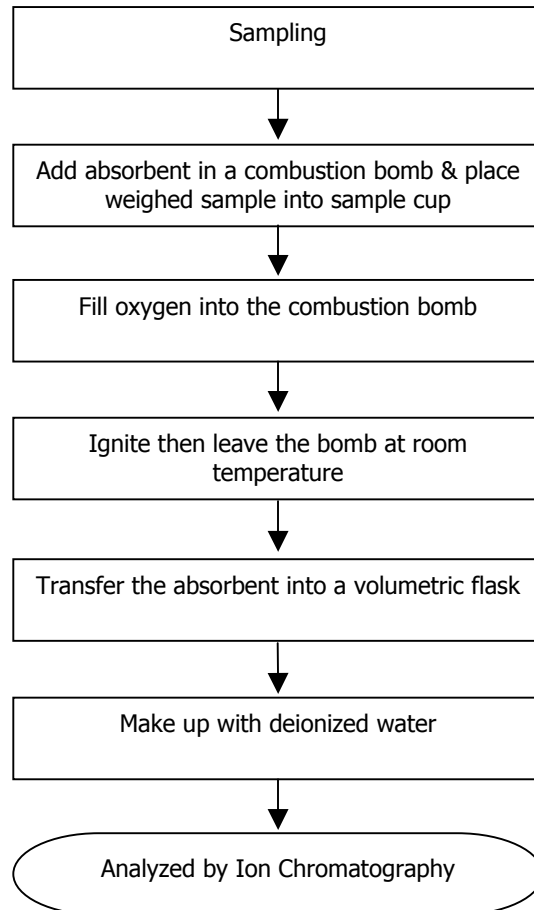 Sampling
Add absorbent in a combustion bomb & place
weighed sample into sample cup
Fill oxygen into the combustion bomb
Ignite then leave the bomb at room
temperature
Transfer the absorbent into a volumetric flask
Make up with deionized water
Analyzed by Ion Chromatography